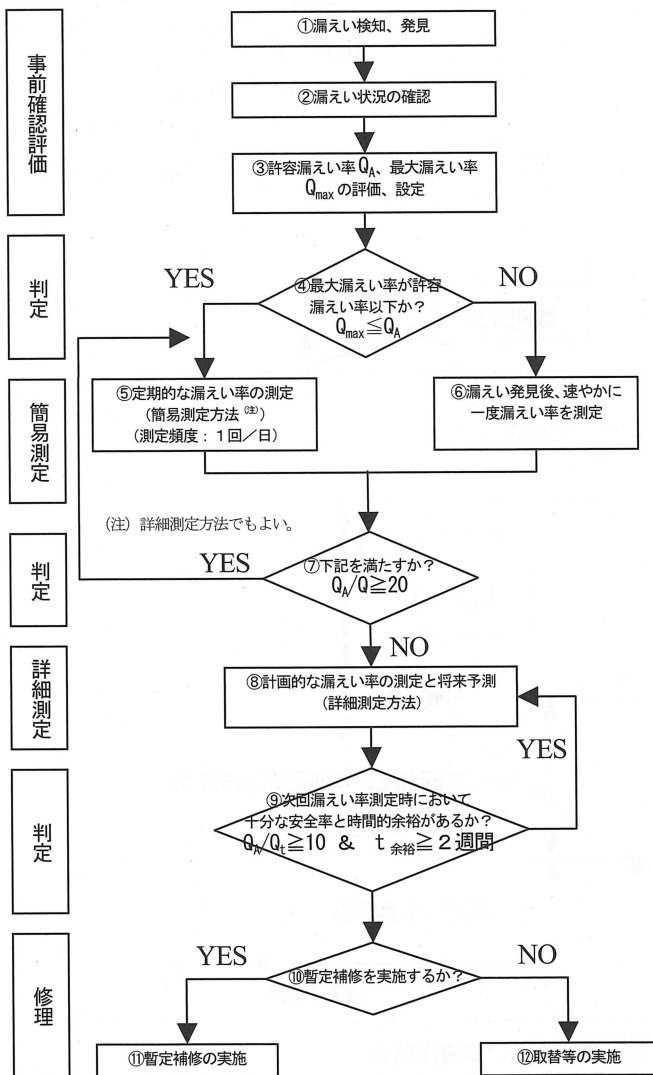 事前確認評価
①漏えい検知、発見
②漏えい状況の確認
③許容漏えい率 QA、最大漏えい率
Qmax の評価、設定
判定
YES
④最大漏えい率が許容
漏えい率以下か?
Qmax≦QA
NO
簡易測定
⑤定期的な漏えい率の測定
(簡易測定方法 (注))
(測定頻度:1回/日)
⑥漏えい発見後、速やかに
一度漏えい率を測定
(注) 詳細測定方法でもよい。
判定
YES
⑦下記を満たすか?
QA/Q≧20
NO
詳細測定
⑧計画的な漏えい率の測定と将来予測
(詳細測定方法)
YES
判定
⑨次回漏えい率測定時において
十分な安全率と時間的余裕があるか?
QA/Qt≧10 & t余裕≧2週間
修理
YES
⑩暫定補修を実施するか?
NO
⑪暫定補修の実施
⑫取替等の実施